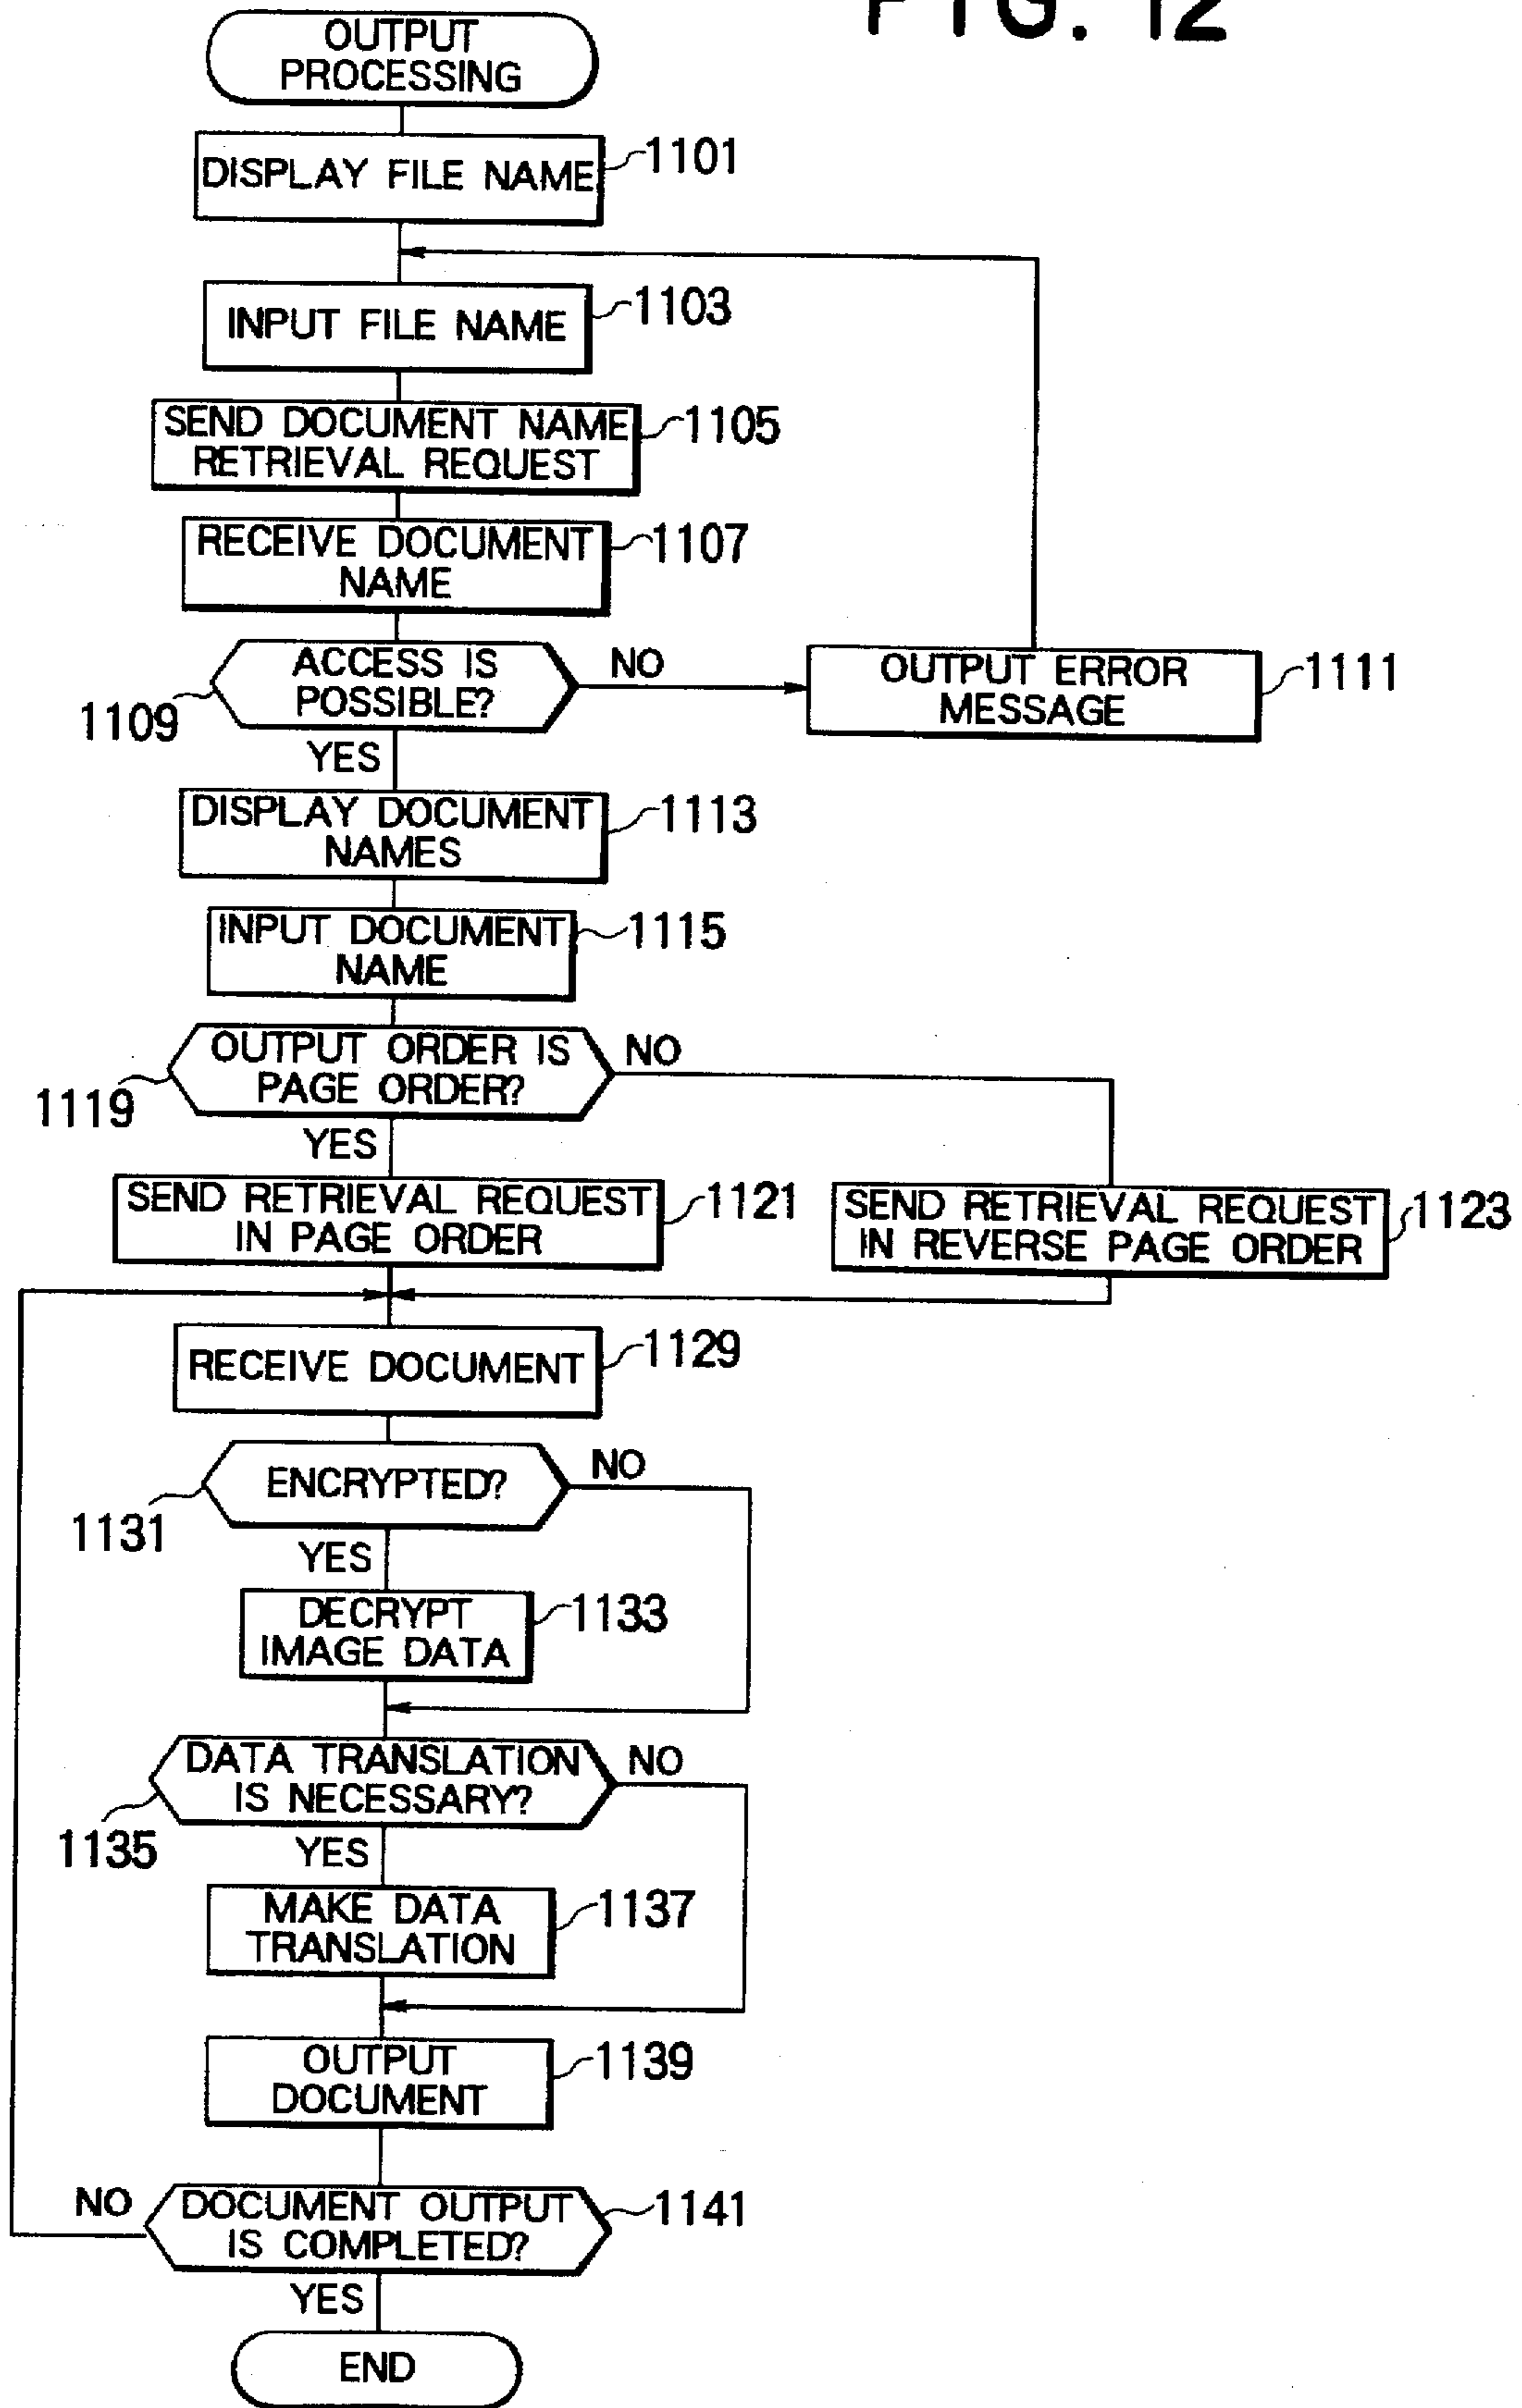 FIG. 12
OUTPUT
PROCESSING
DISPLAY FILE NAME
1101
INPUT FILE NAME
1103
SEND DOCUMENT NAME
RETRIEVAL REQUEST
1105
RECEIVE DOCUMENT
NAME
1107
ACCESS IS
POSSIBLE?
1109
NO
YES
OUTPUT ERROR
MESSAGE
1111
DISPLAY DOCUMENT
NAMES
1113
INPUT DOCUMENT
NAME
1115
OUTPUT ORDER IS
PAGE ORDER?
1119
NO
YES
SEND RETRIEVAL REQUEST
IN PAGE ORDER
1121
SEND RETRIEVAL REQUEST
IN REVERSE PAGE ORDER
1123
RECEIVE DOCUMENT
1129
ENCRYPTED?
1131
NO
YES
DECRYPT
IMAGE DATA
1133
DATA TRANSLATION
IS NECESSARY?
1135
NO
YES
MAKE DATA
TRANSLATION
1137
OUTPUT
DOCUMENT
1139
DOCUMENT OUTPUT
IS COMPLETED?
1141
NO
YES
END